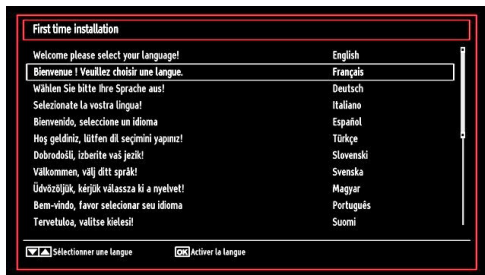 First time installation
Welcome please select your language! English
Bienvenue ! Veuillez choisir une langue. Français
Wählen Sie bitte Ihre Sprache aus! Deutsch
Selezionate la vostra lingua! Italiano
Bienvenido, seleccione un idioma Español
Hoş geldiniz, lütfen dil seçimini yapınız! Türkçe
Dobrodošli, izberite vaš jezik! Slovenski
Välkommen, välj ditt språk! Svenska
Üdvözöljük, kérjük válassza ki a nyelvet! Magyar
Bem-vindo, favor selecionar seu idioma Português
Tervetuloa, valitse kielesi! Suomi
Sélectionner une langue OK Activer la langue